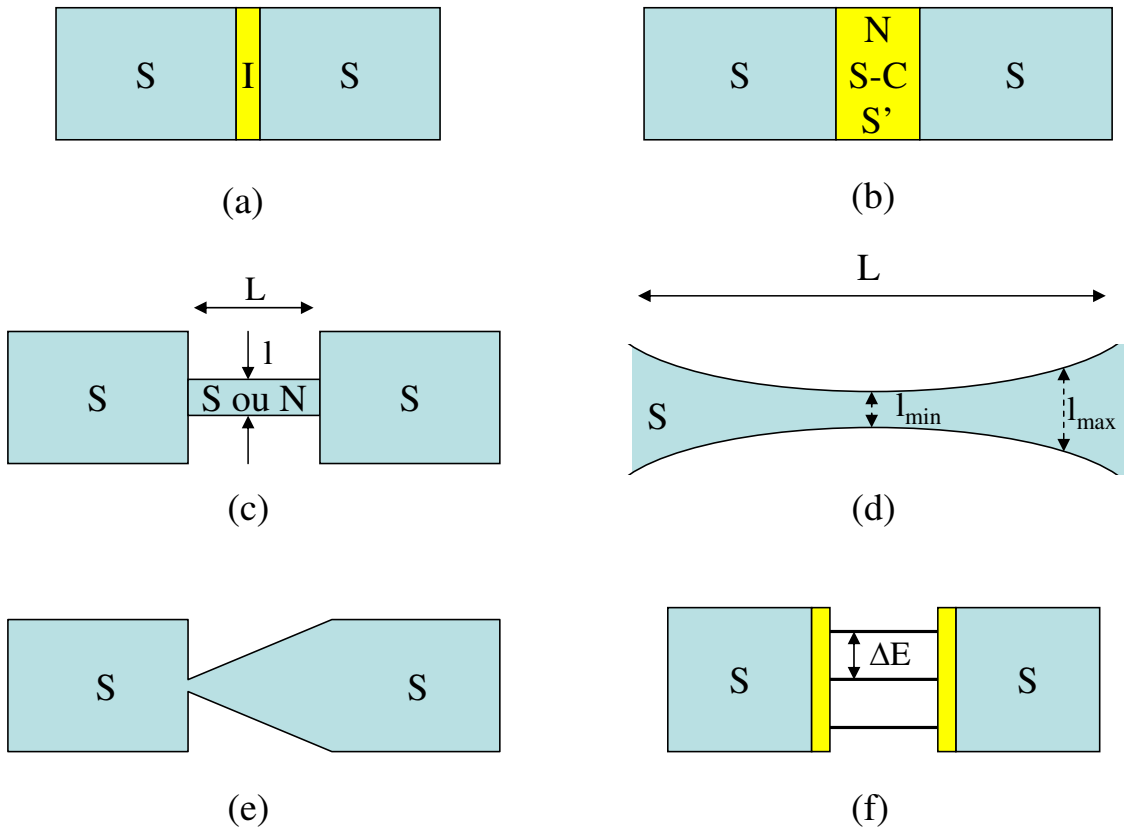 S I S
N
S S-C S
S’
(a)
(b)
L
l
S S ou N S
(c)
L
S
l_min
l_max
(d)
S S
(e)
S ΔE S
(f)